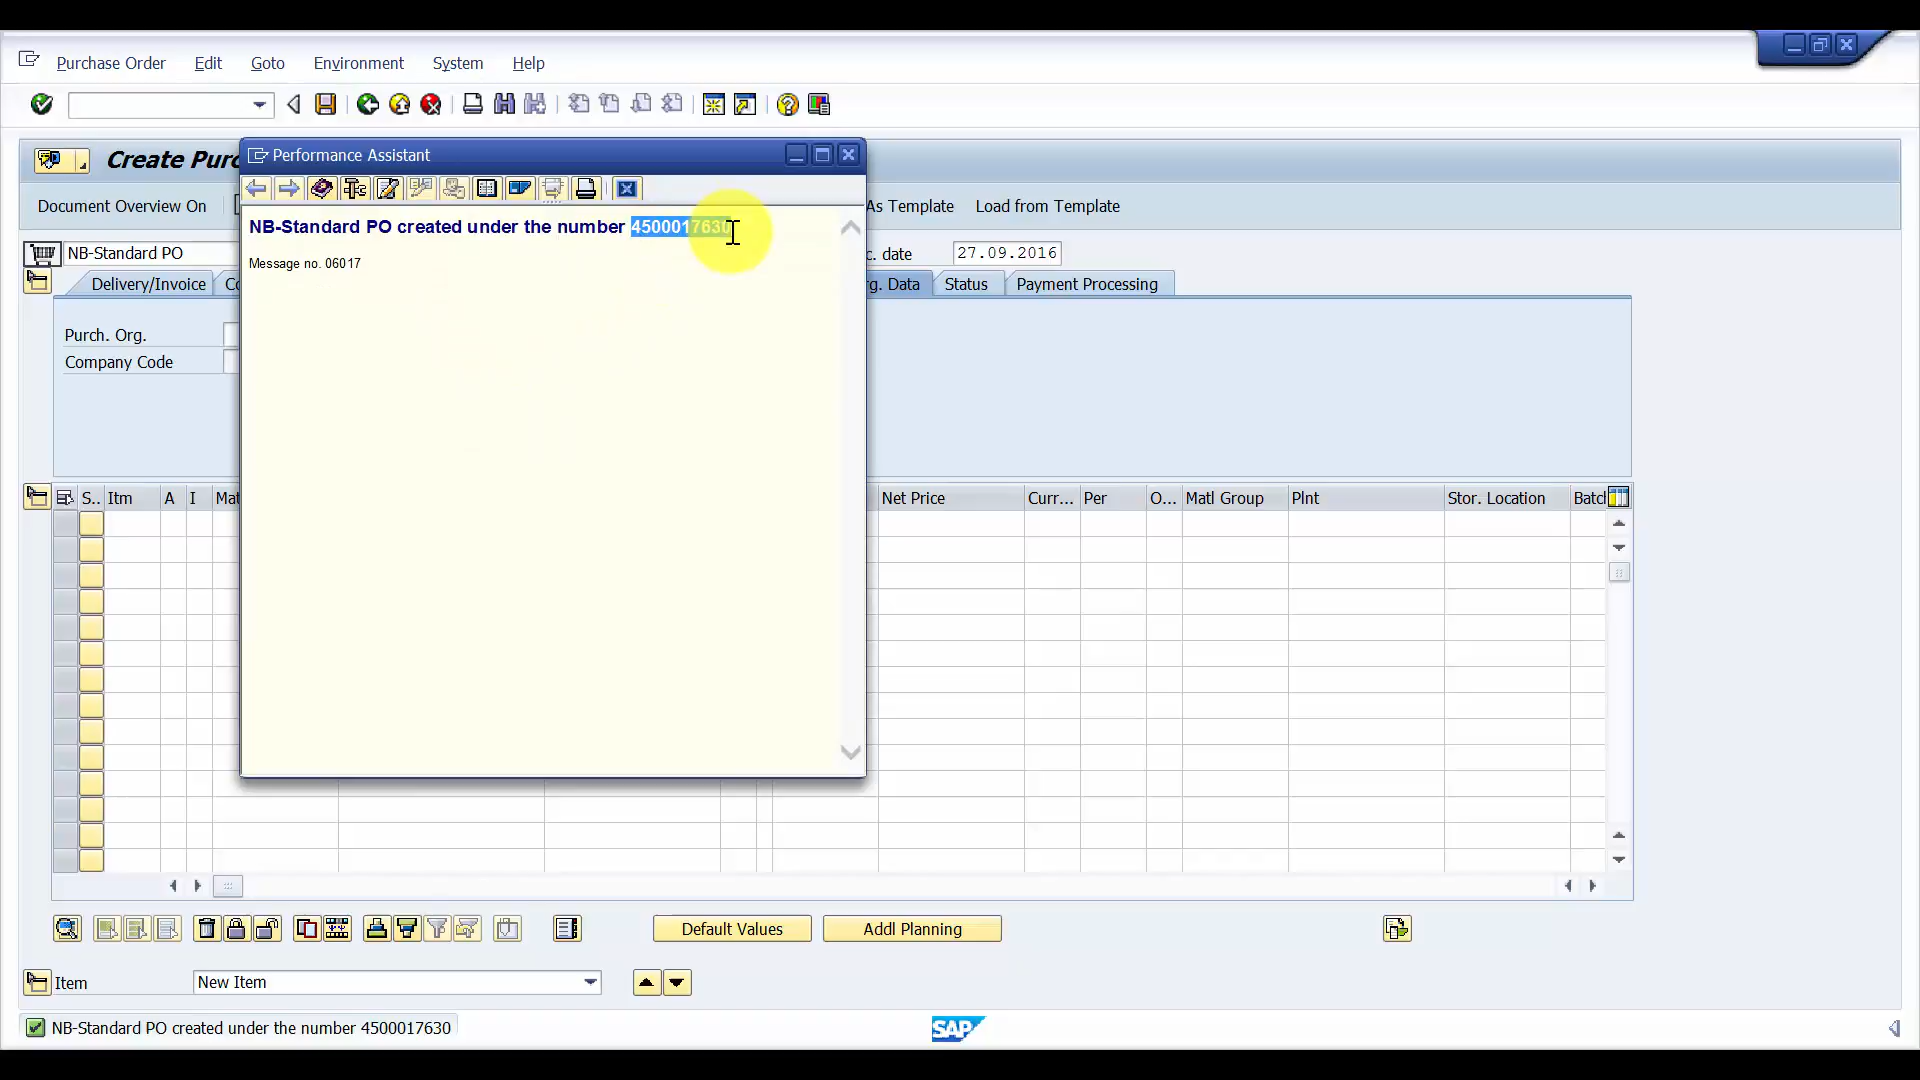 Purchase Order Edit Goto Environment System Help
Create Purc
Performance Assistant
Document Overview On
As Template Load from Template
NB-Standard PO created under the number 4500017630
Message no. 06017
NB-Standard PO
c. date 27.09.2016
Delivery/Invoice Co
rg. Data Status Payment Processing
Purch. Org.
Company Code
S.. Itm A I Mat
Net Price Curr... Per O... Matl Group Plnt Stor. Location Batch
Default Values Addl Planning
Item New Item
NB-Standard PO created under the number 4500017630
SAP